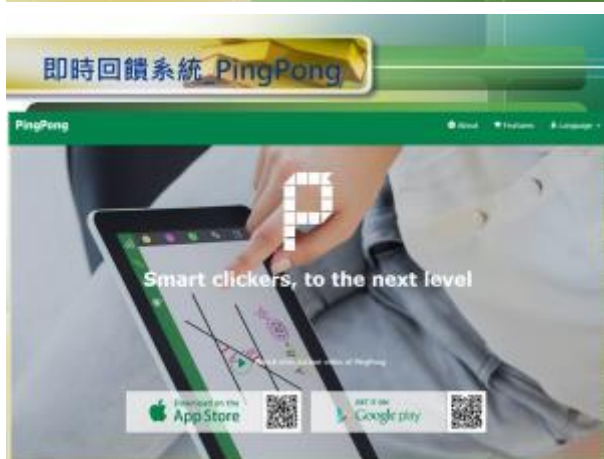 即時回饋系統_PingPong
PingPong
About Features Language
Smart clickers, to the next level
Download on the
App Store
GET IT ON
Google play